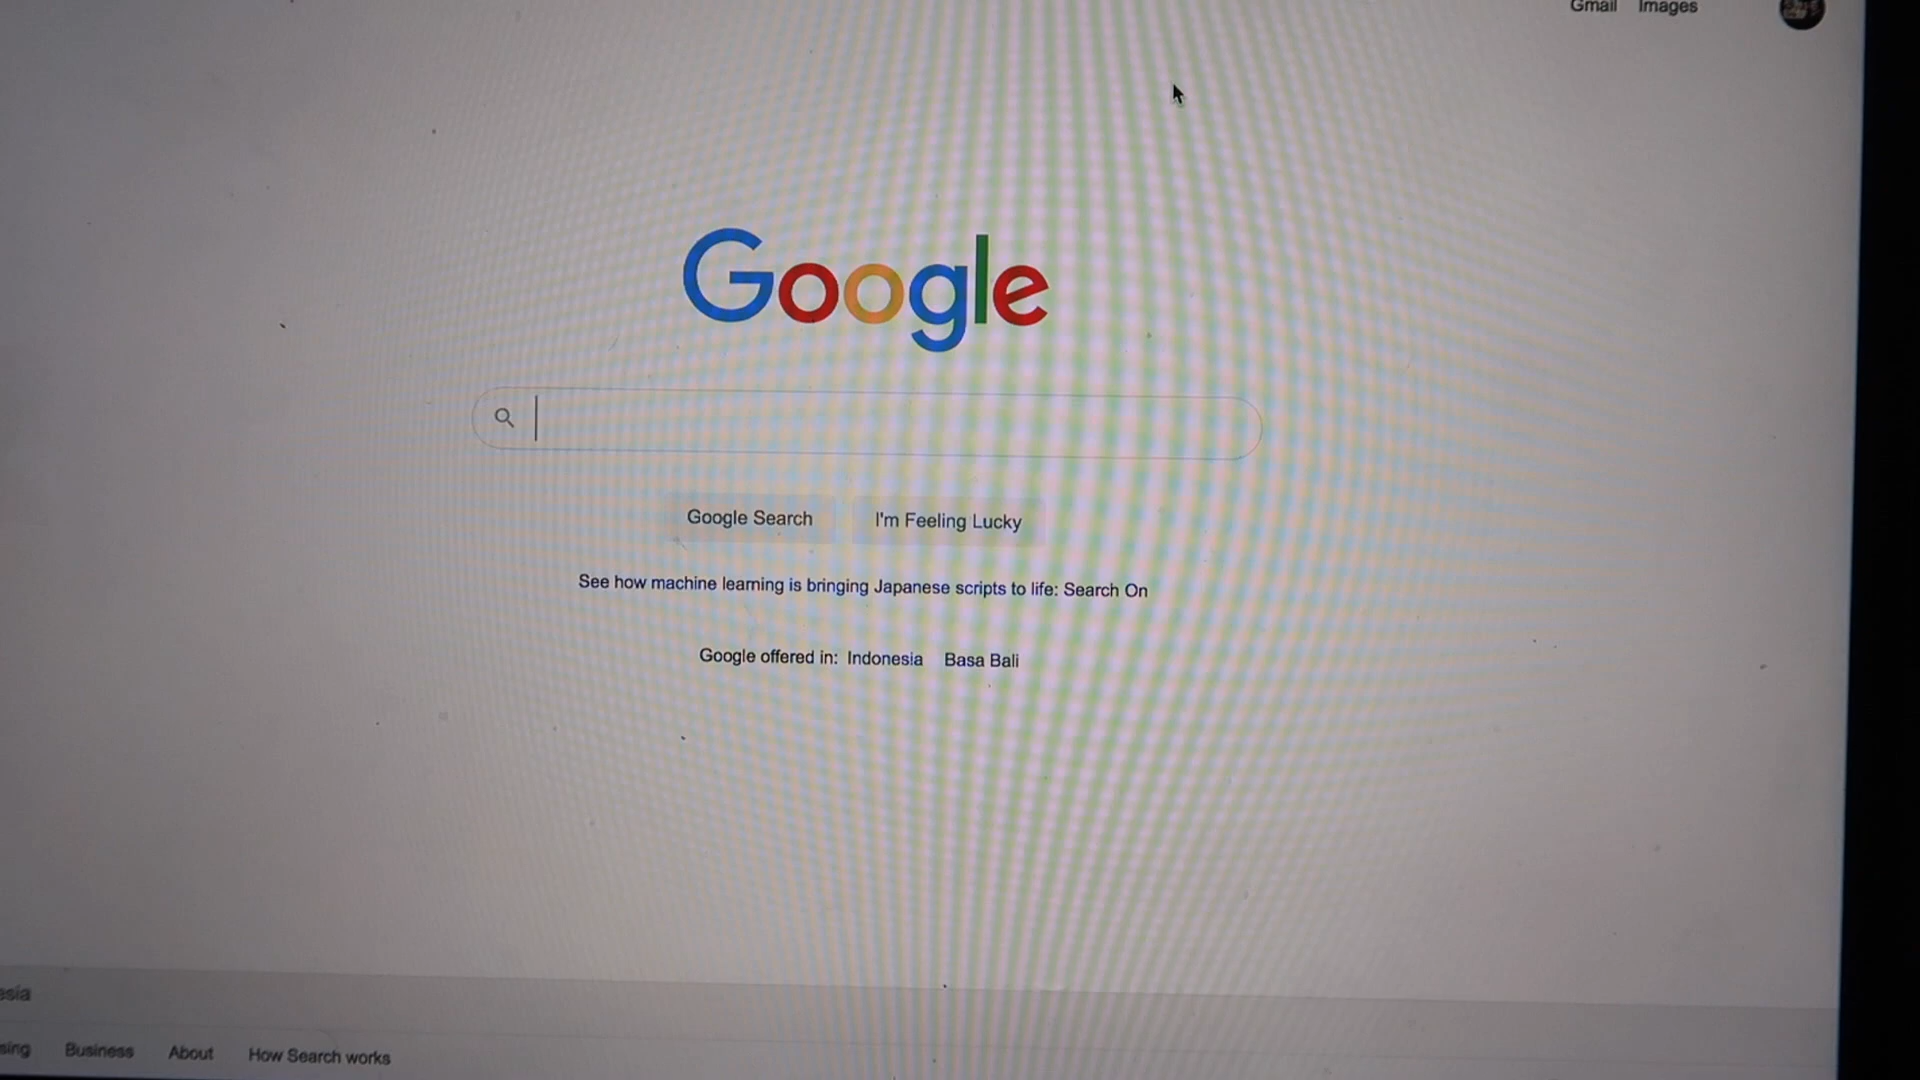 Gmail Images
Google
Google Search I'm Feeling Lucky
See how machine learning is bringing Japanese scripts to life: Search On
Google offered in: Indonesia Basa Bali
Business About How Search works